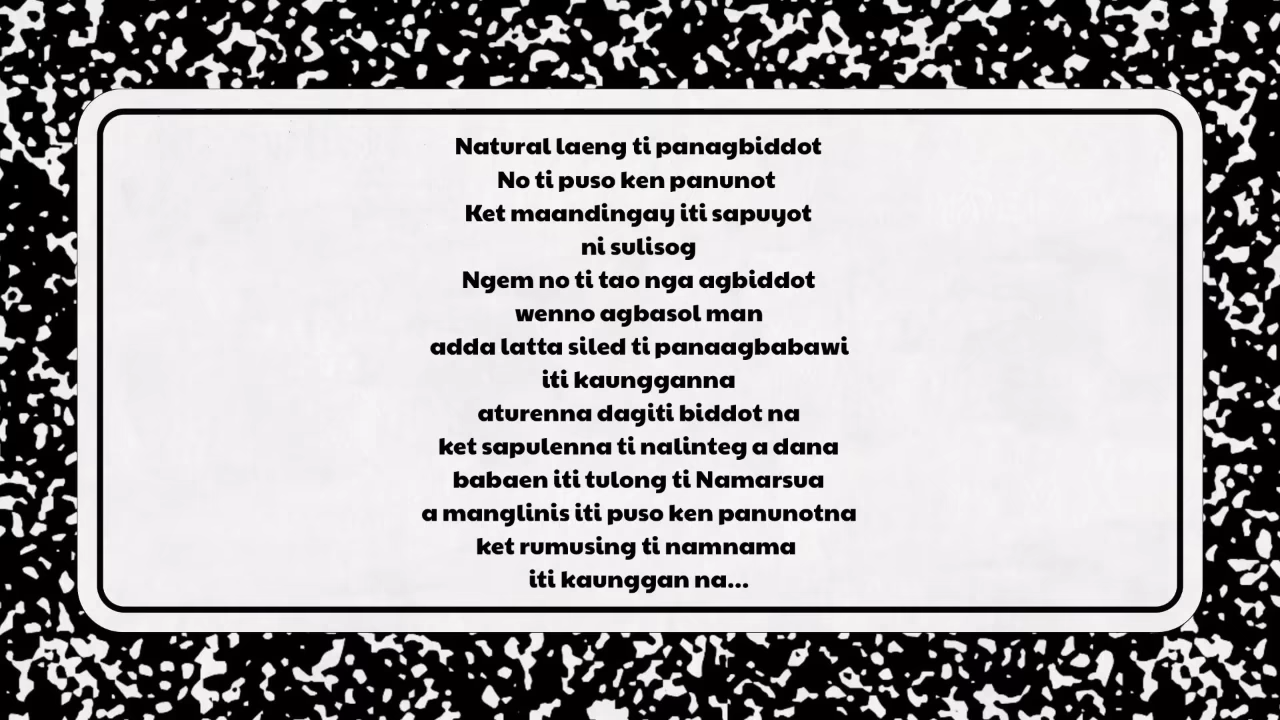 Natural laeng ti panagbiddot
No ti puso ken panunot
Ket maandingay iti sapuyot
ni sulisog
Ngem no ti tao nga agbiddot
wenno agbasol man
adda latta siled ti panaagbabawi
iti kaungganna
aturenna dagiti biddot na
ket sapulenna ti nalinteg a dana
babaen iti tulong ti Namarsua
a manglinis iti puso ken panunotna
ket rumusing ti namnama
iti kaunggan na...